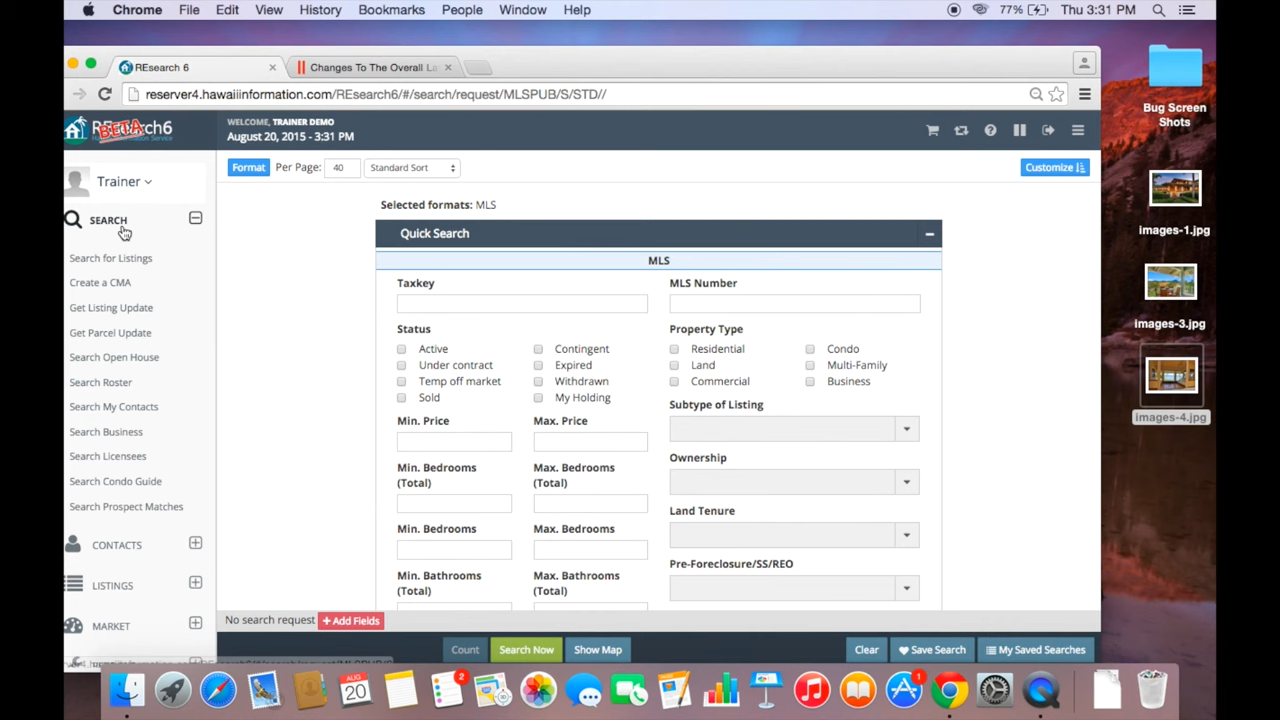 Chrome File Edit View History Bookmarks People Window Help 77% Thu 3:31 PM
REsearch 6 Changes To The Overall La
reserver4.hawaiiinformation.com/REsearch6/#/search/request/MLSPUB/S/STD//
REsearch6
BETA
WELCOME, TRAINER DEMO
August 20, 2015 - 3:31 PM
Format Per Page: 40 Standard Sort Customize
Trainer
SEARCH
Search for Listings
Create a CMA
Get Listing Update
Get Parcel Update
Search Open House
Search Roster
Search My Contacts
Search Business
Search Licensees
Search Condo Guide
Search Prospect Matches
CONTACTS
LISTINGS
MARKET
Selected formats: MLS
Quick Search
MLS
Taxkey MLS Number
Status Property Type
Active Contingent Residential Condo
Under contract Expired Land Multi-Family
Temp off market Withdrawn Commercial Business
Sold My Holding
Subtype of Listing
Min. Price Max. Price
Ownership
Min. Bedrooms (Total) Max. Bedrooms (Total)
Land Tenure
Min. Bedrooms Max. Bedrooms
Pre-Foreclosure/SS/REO
Min. Bathrooms (Total) Max. Bathrooms (Total)
No search request + Add Fields
Count Search Now Show Map Clear Save Search My Saved Searches
Bug Screen
Shots
images-1.jpg
images-3.jpg
images-4.jpg
AUG
20
2
1